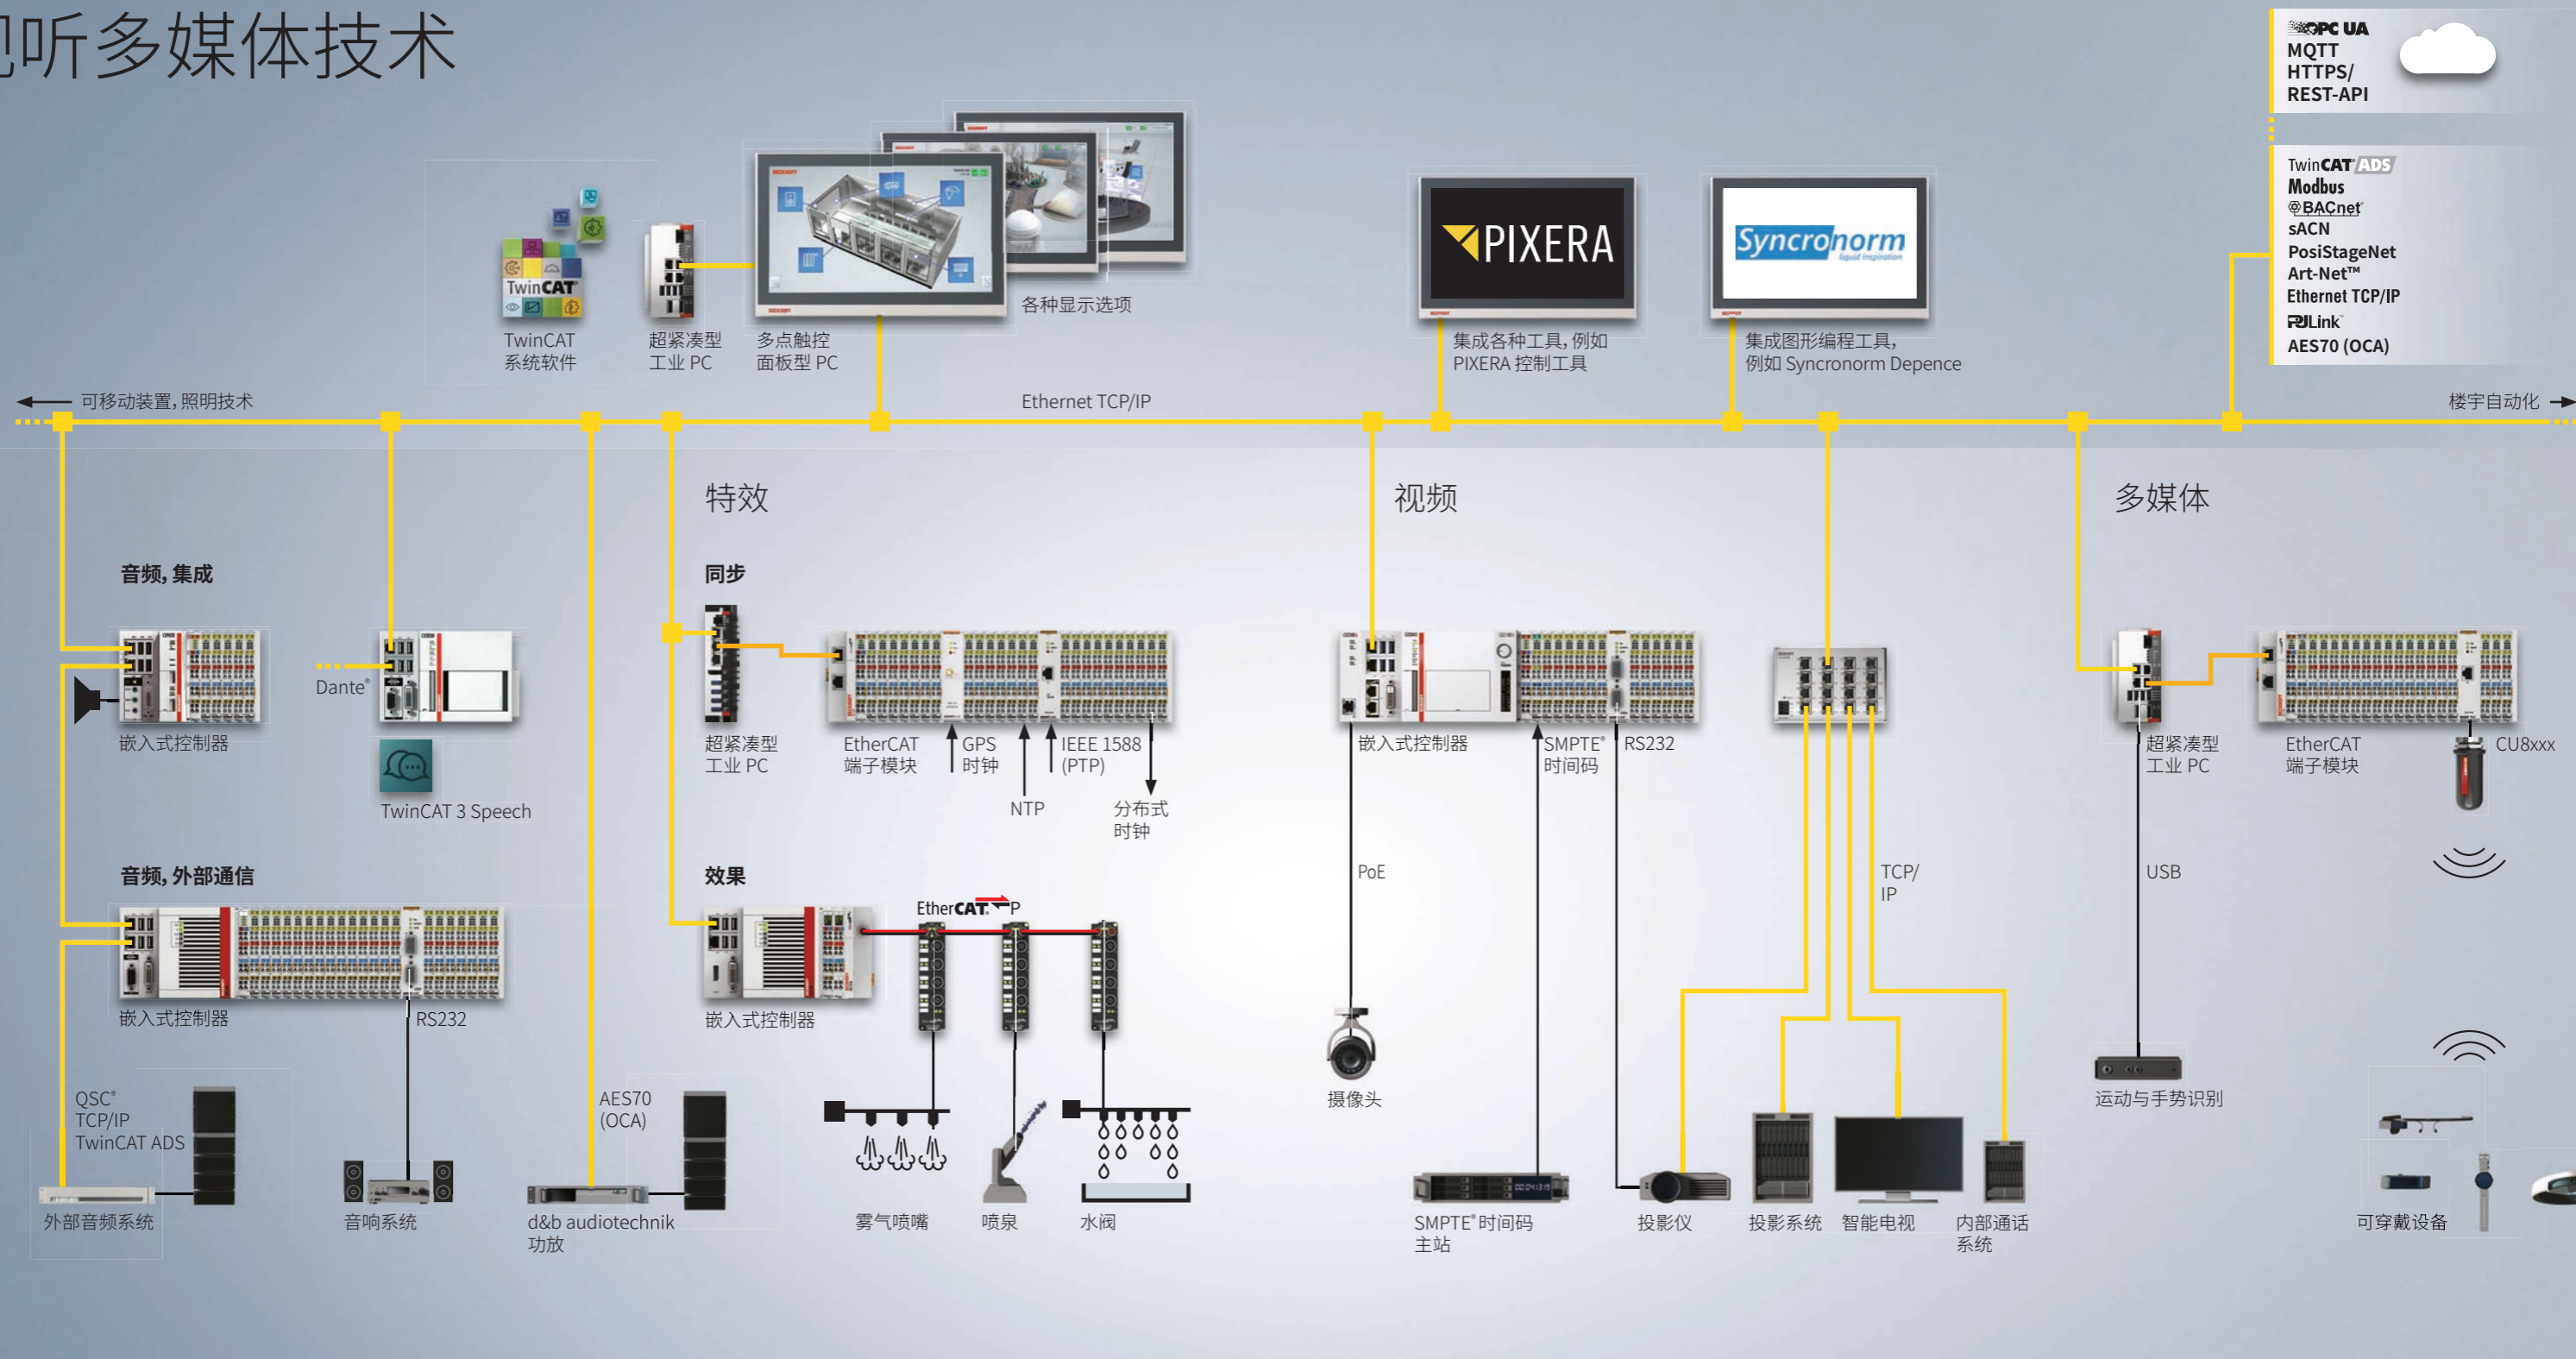 视听多媒体技术
OPC UA
MQTT
HTTPS/
REST-API
TwinCAT ADS
Modbus
BACnet
sACN
PosiStageNet
Art-Net™
Ethernet TCP/IP
PJLink™
AES70 (OCA)
BECKHOFF
TwinCAT®
TwinCAT
系统软件
超紧凑型
工业 PC
多点触控
面板型 PC
各种显示选项
PIXERA
集成各种工具, 例如
PIXERA 控制工具
Syncronorm
liquid inspiration
集成图形编程工具,
例如 Syncronorm Depence
可移动装置, 照明技术
Ethernet TCP/IP
楼宇自动化
音频, 集成
嵌入式控制器
Dante®
TwinCAT 3 Speech
音频, 外部通信
嵌入式控制器
RS232
QSC®
TCP/IP
TwinCAT ADS
外部音频系统
音响系统
AES70
(OCA)
d&b audiotechnik
功放
特效
同步
超紧凑型
工业 PC
EtherCAT
端子模块
GPS
时钟
NTP
IEEE 1588
(PTP)
分布式
时钟
效果
EtherCAT® P
嵌入式控制器
雾气喷嘴
喷泉
水阀
视频
嵌入式控制器
SMPTE®
时间码
RS232
PoE
摄像头
TCP/
IP
SMPTE® 时间码
主站
投影仪
投影系统
智能电视
内部通话
系统
多媒体
超紧凑型
工业 PC
EtherCAT
端子模块
CU8xxx
USB
运动与手势识别
可穿戴设备